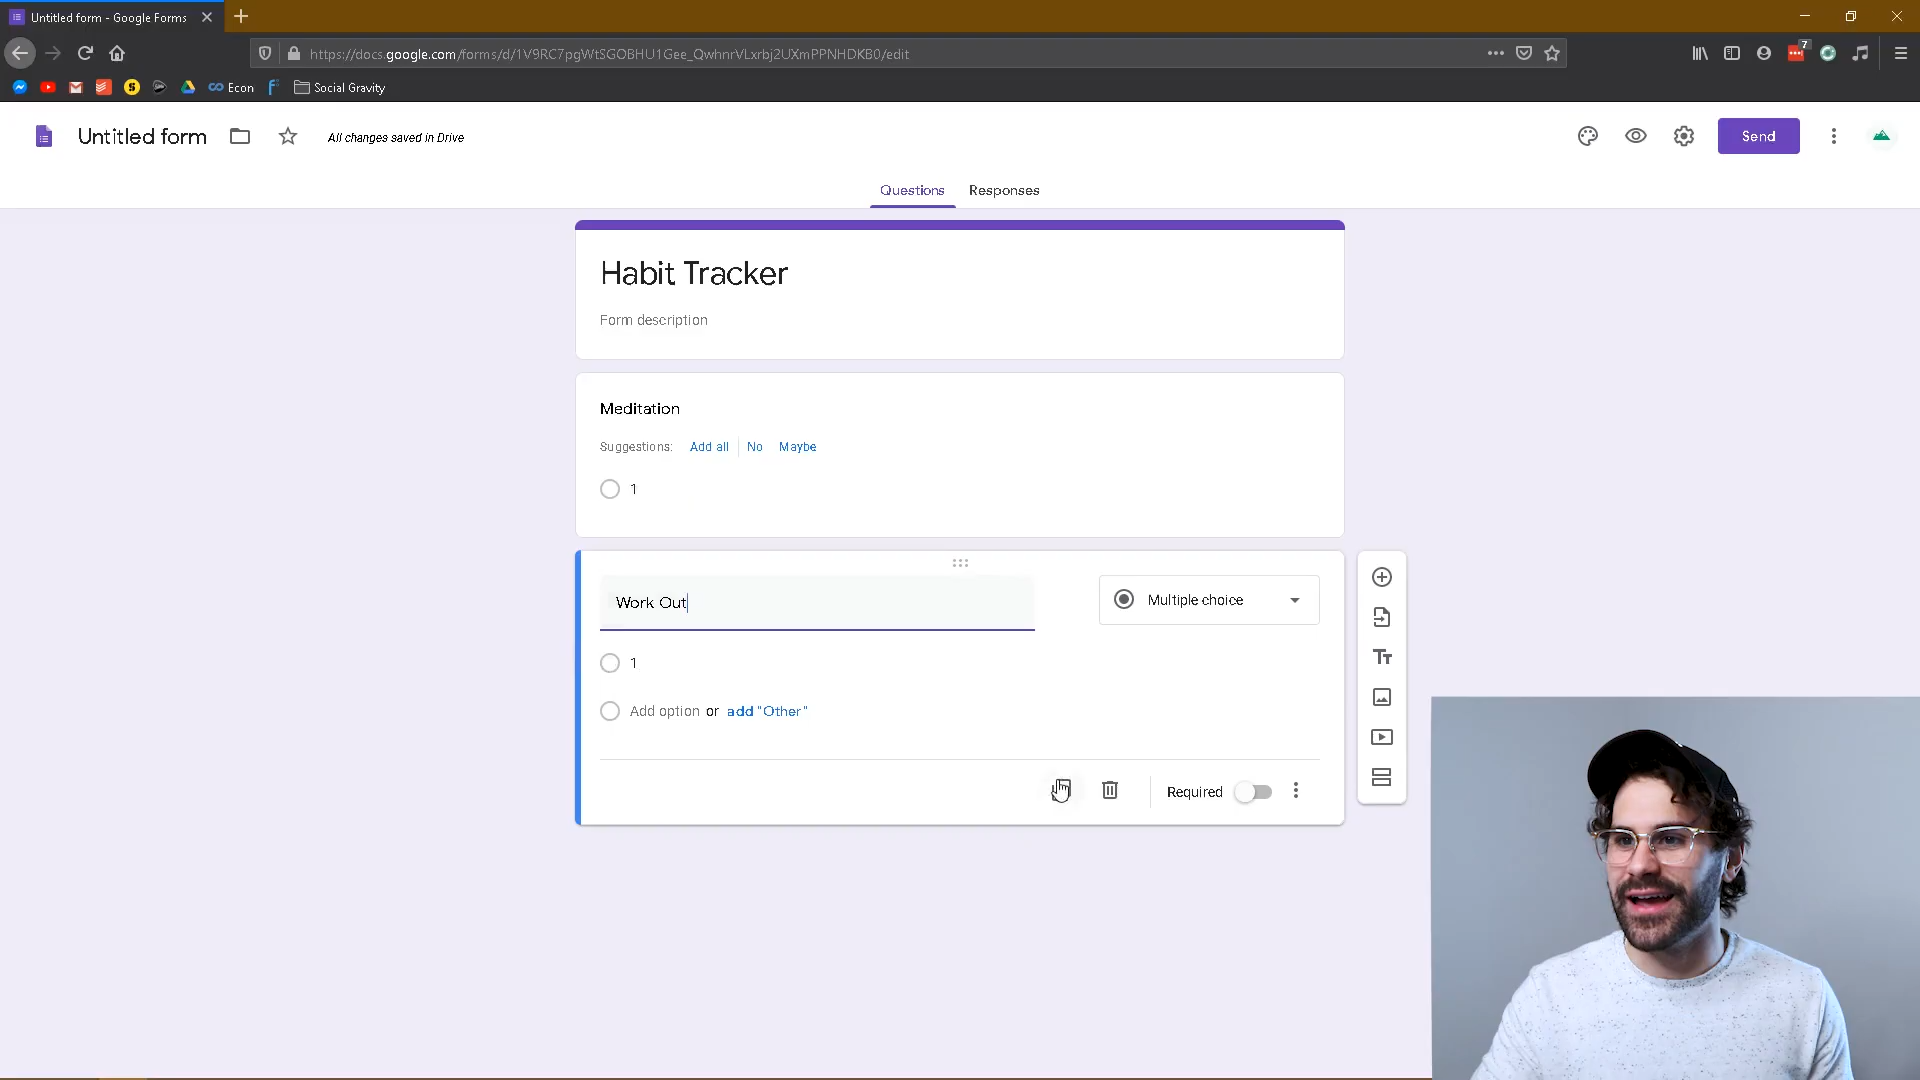 Untitled form - Google Forms
https://docs.google.com/forms/d/1V9RC7pgWtSGOBHU1Gee_QwhnrVLxrbj2UXmPPNHDKB0/edit
7
Econ
Social Gravity
Untitled form
All changes saved in Drive
Send
Questions
Responses
Habit Tracker
Form description
Meditation
Suggestions: Add all No Maybe
1
Work Out
Multiple choice
1
Add option or add "Other"
Required